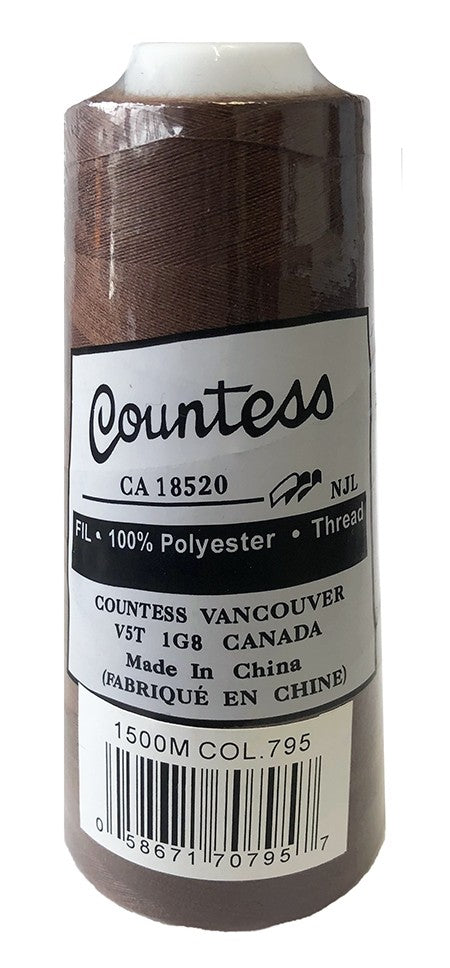 Countess
CA 18520 NJL
FIL • 100% Polyester • Thread
COUNTESS VANCOUVER
V5T 1G8 CANADA
Made In China
(FABRIQUÉ EN CHINE)
1500M COL.795
0 58671 70795 7